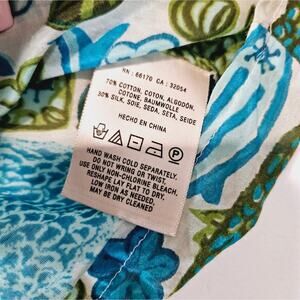 RN : 66170 CA : 32054
70% COTTON, COTON, ALGODÓN,
COTONE, BAUMWOLLE
30% SILK, SOIE, SEDA, SETA, SEIDE
HECHO EN CHINA
HAND WASH COLD SEPARATELY.
DO NOT WRING OR TWIST.
USE ONLY NON-CHLORINE BLEACH.
RESHAPE LAY FLAT TO DRY.
LOW IRON AS NEEDED.
MAY BE DRY CLEANED